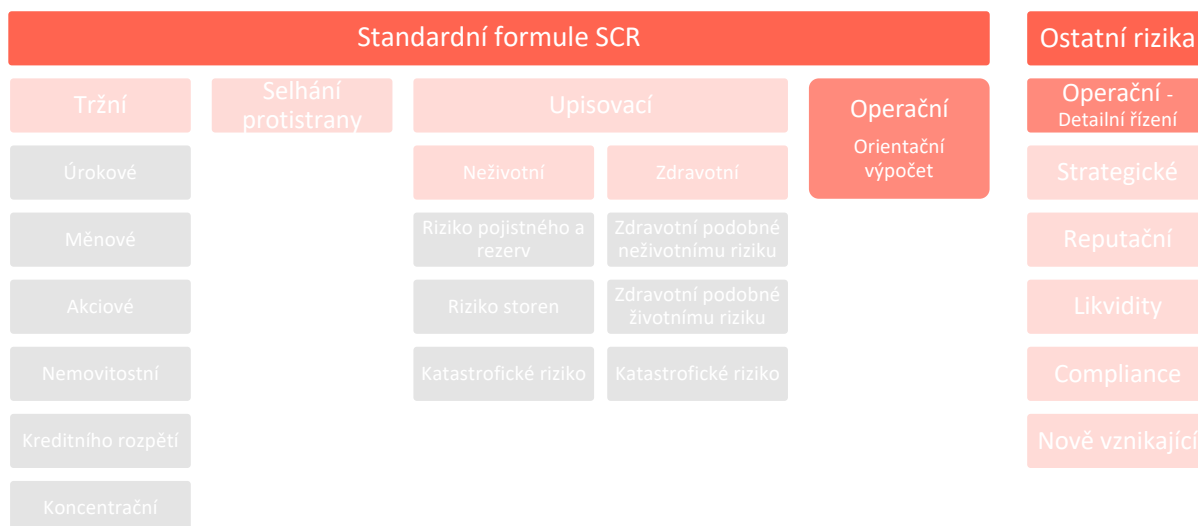 Standardní formule SCR
Ostatní rizika
Tržní
Selhání
protistrany
Upisovací
Operační
Orientační
výpočet
Operační -
Detailní řízení
Úrokové
Neživotní
Zdravotní
Strategické
Měnové
Riziko pojistného a
rezerv
Zdravotní podobné
neživotnímu riziku
Reputační
Akciové
Riziko storen
Zdravotní podobné
životnímu riziku
Likvidity
Nemovitostní
Katastrofické riziko
Katastrofické riziko
Compliance
Kreditního rozpětí
Nově vznikající
Koncentrační